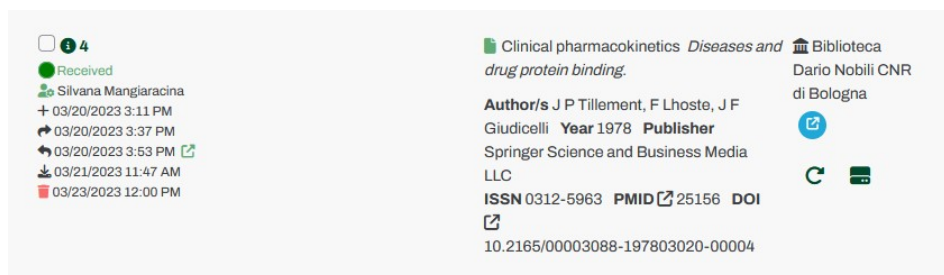 4
Received
Silvana Mangiaracina
03/20/2023 3:11 PM
03/20/2023 3:37 PM
03/20/2023 3:53 PM
03/21/2023 11:47 AM
03/23/2023 12:00 PM
Clinical pharmacokinetics Diseases and
drug protein binding.
Author/s J P Tillement, F Lhoste, J F
Giudicelli Year 1978 Publisher
Springer Science and Business Media
LLC
ISSN 0312-5963 PMID 25156 DOI
10.2165/00003088-197803020-00004
Biblioteca
Dario Nobili CNR
di Bologna